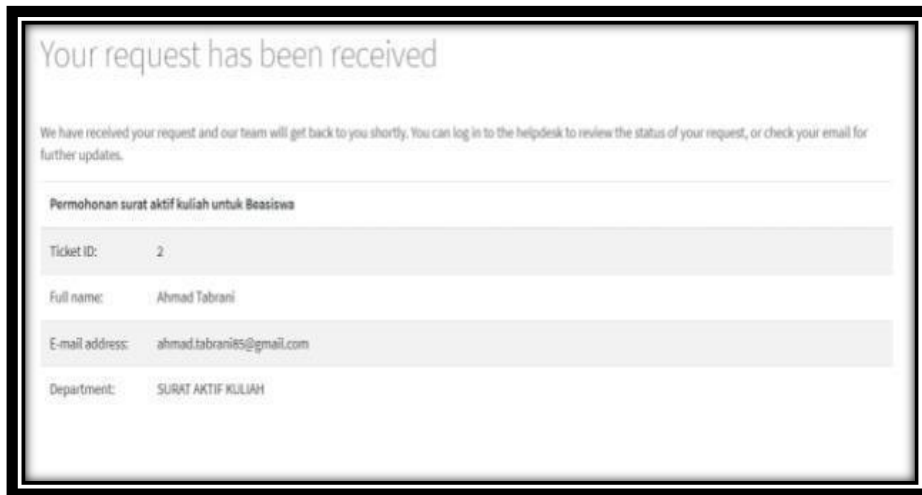 Your request has been received
We have received your request and our team will get back to you shortly. You can log in to the helpdesk to review the status of your request, or check your email for
further updates.
Permohonan surat aktif kuliah untuk Beasiswa
Ticket ID: 2
Full name: Ahmad Tabrani
E-mail address: ahmad.tabrani85@gmail.com
Department: SURAT AKTIF KULIAH